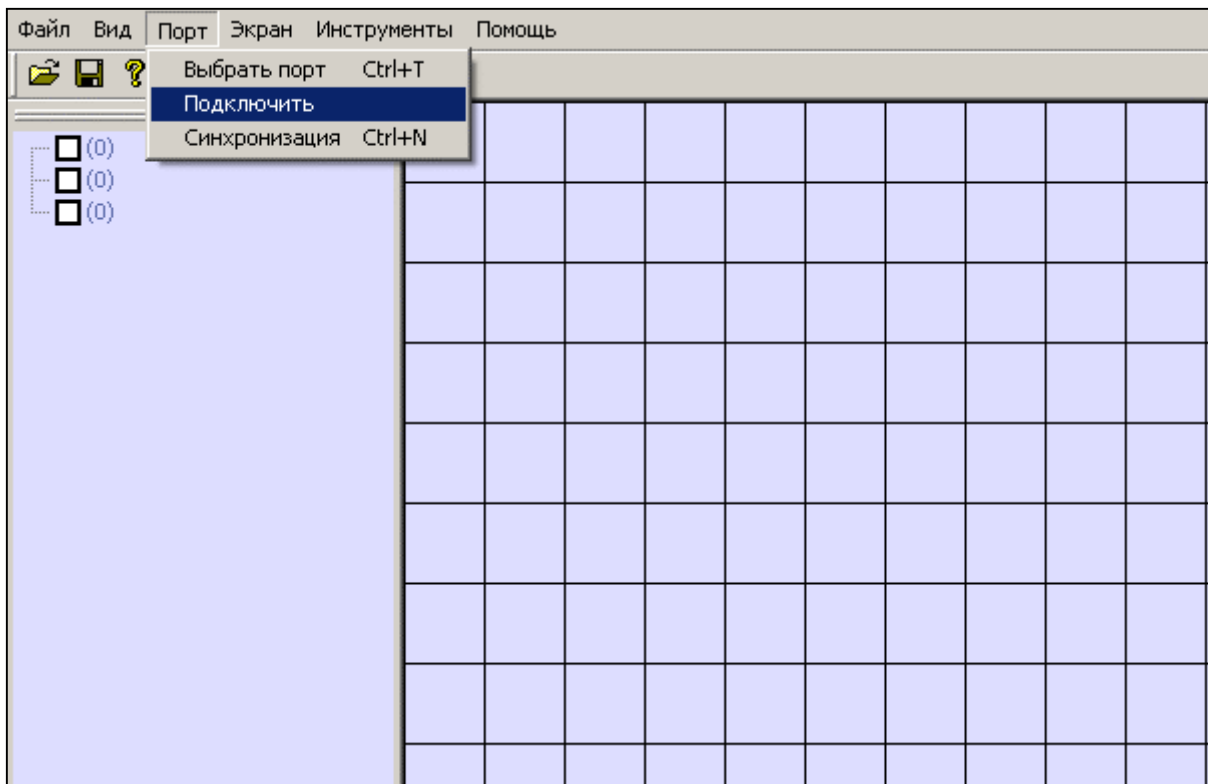 Файл Вид Порт Экран Инструменты Помощь
Выбрать порт Ctrl+T
Подключить
Синхронизация Ctrl+N
(0)
(0)
(0)